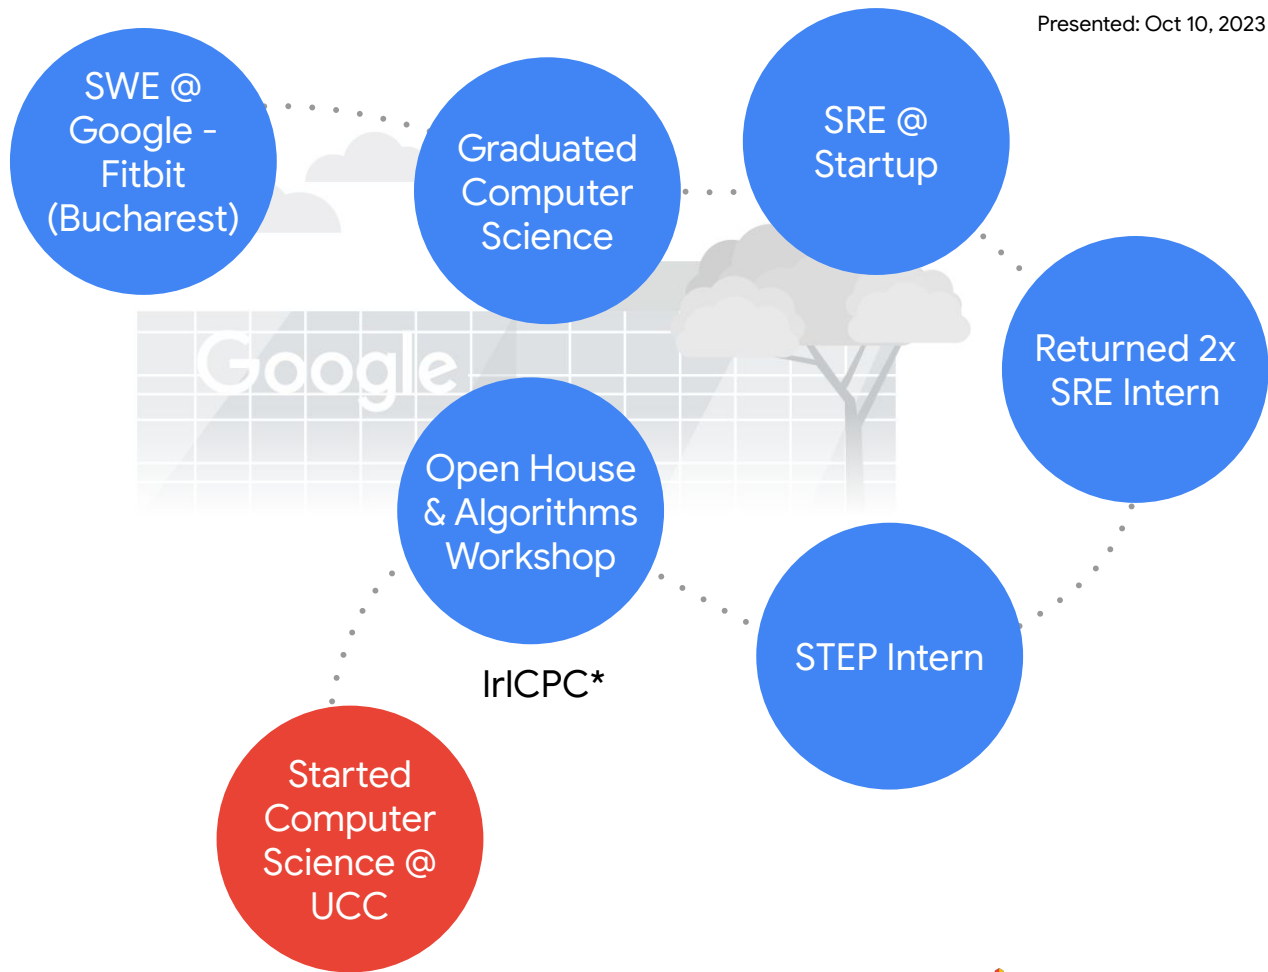 Presented: Oct 10, 2023
SWE @
Google -
Fitbit
(Bucharest)
Graduated
Computer
Science
SRE @
Startup
Returned 2x
SRE Intern
Google
Open House
& Algorithms
Workshop
IrICPC*
STEP Intern
Started
Computer
Science @
UCC